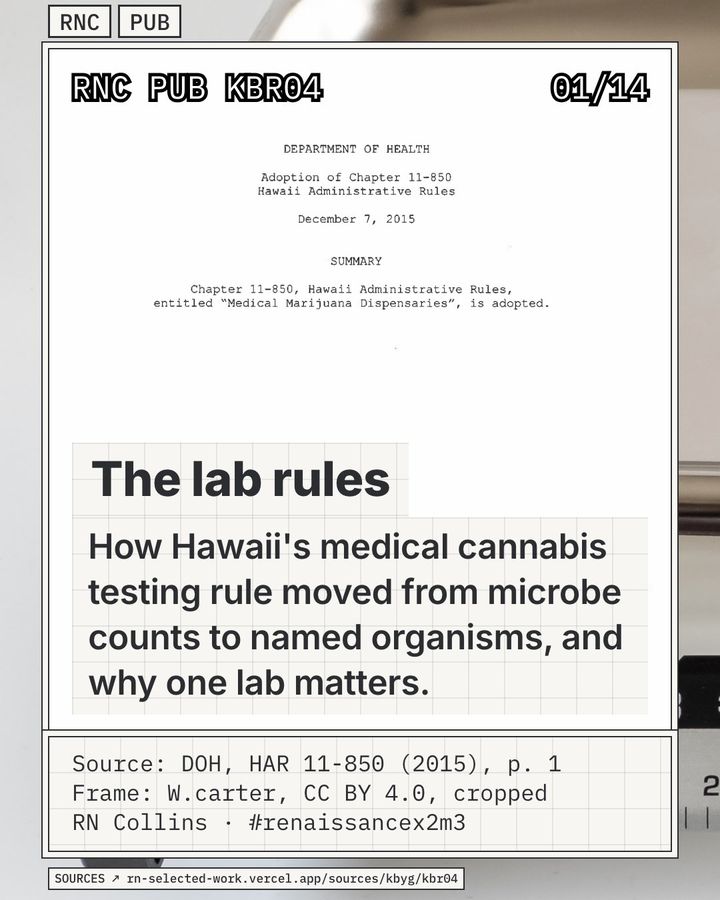 RNC PUB
RNC PUB KBR04 01/14
DEPARTMENT OF HEALTH
Adoption of Chapter 11-850
Hawaii Administrative Rules
December 7, 2015
SUMMARY
Chapter 11-850, Hawaii Administrative Rules,
entitled “Medical Marijuana Dispensaries”, is adopted.
The lab rules
How Hawaii's medical cannabis
testing rule moved from microbe
counts to named organisms, and
why one lab matters.
Source: DOH, HAR 11-850 (2015), p. 1
Frame: W.carter, CC BY 4.0, cropped
RN Collins · #renaissancex2m3
2
SOURCES ↗ rn-selected-work.vercel.app/sources/kbyg/kbr04